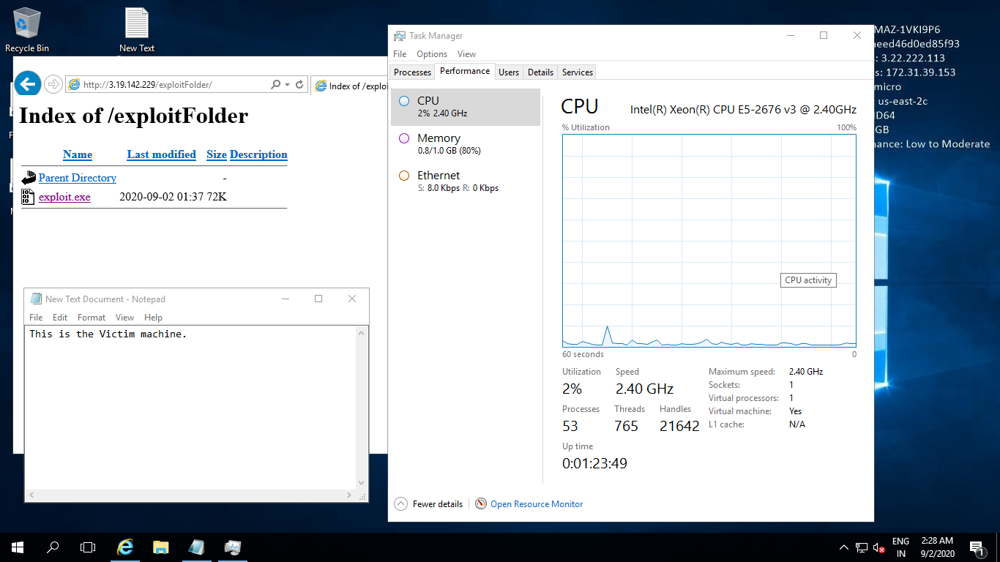 Recycle Bin
New Text
MAZ-1VKI9P6
eed46d0ed85f93
: 3.22.222.113
s: 172.31.39.153
micro
us-east-2c
D64
GB
ance: Low to Moderate
http://3.19.142.229/exploitFolder/
Index of /exploi
Index of /exploitFolder
Name Last modified Size Description
Parent Directory -
exploit.exe 2020-09-02 01:37 72K
New Text Document - Notepad
File Edit Format View Help
This is the Victim machine.
Task Manager
File Options View
Processes Performance Users Details Services
CPU
2% 2.40 GHz
Memory
0.8/1.0 GB (80%)
Ethernet
S: 8.0 Kbps R: 0 Kbps
CPU Intel(R) Xeon(R) CPU E5-2676 v3 @ 2.40GHz
% Utilization 100%
CPU activity
60 seconds 0
Utilization Speed
2% 2.40 GHz
Processes Threads Handles
53 765 21642
Up time
0:01:23:49
Maximum speed: 2.40 GHz
Sockets: 1
Virtual processors: 1
Virtual machine: Yes
L1 cache: N/A
Fewer details Open Resource Monitor
ENG
IN
2:28 AM
9/2/2020
1